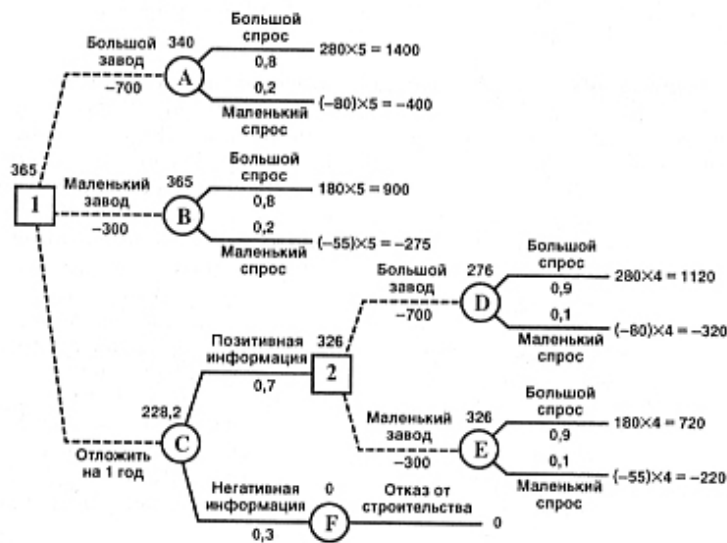 Большой
завод
−700
340
A
Большой
спрос
0,8
280×5 = 1400
0,2
Маленький
спрос
(−80)×5 = −400
365
1
Маленький
завод
−300
365
B
Большой
спрос
0,8
180×5 = 900
0,2
Маленький
спрос
(−55)×5 = −275
Отложить
на 1 год
228,2
C
Позитивная
информация
0,7
326
2
Большой
завод
−700
276
D
Большой
спрос
0,9
280×4 = 1120
0,1
Маленький
спрос
(−80)×4 = −320
Маленький
завод
−300
326
E
Большой
спрос
0,9
180×4 = 720
0,1
Маленький
спрос
(−55)×4 = −220
Негативная
информация
0,3
0
F
Отказ от
строительства
0